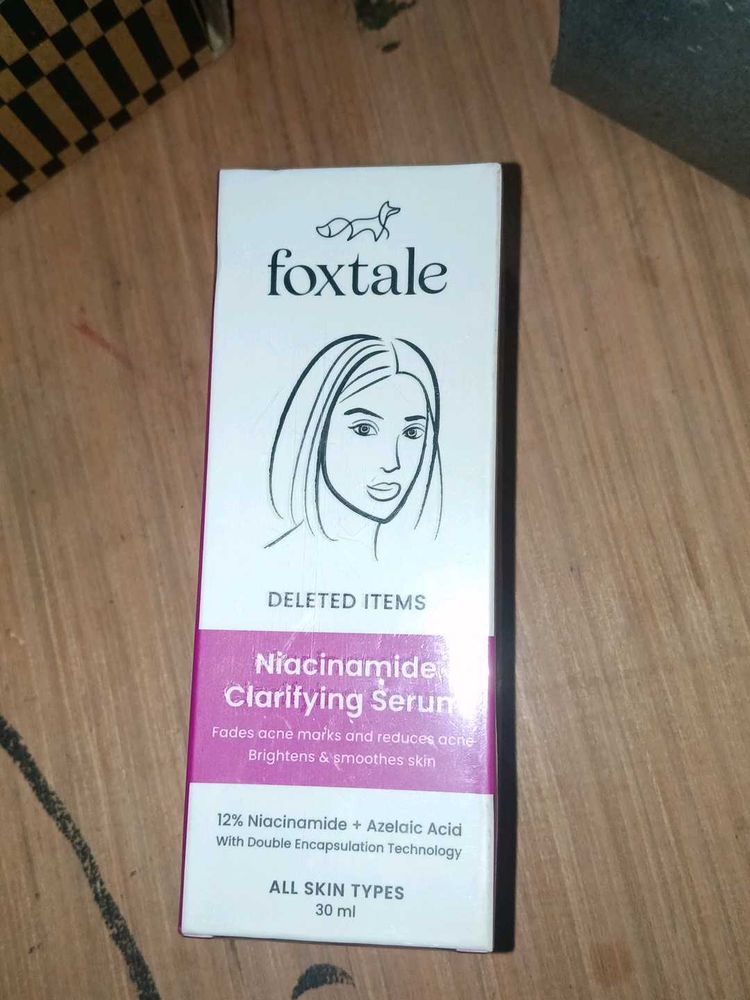 foxtale
DELETED ITEMS
Niacinamide
Clarifying Serum
Fades acne marks and reduces acne
Brightens & smoothes skin
12% Niacinamide + Azelaic Acid
With Double Encapsulation Technology
ALL SKIN TYPES
30 ml